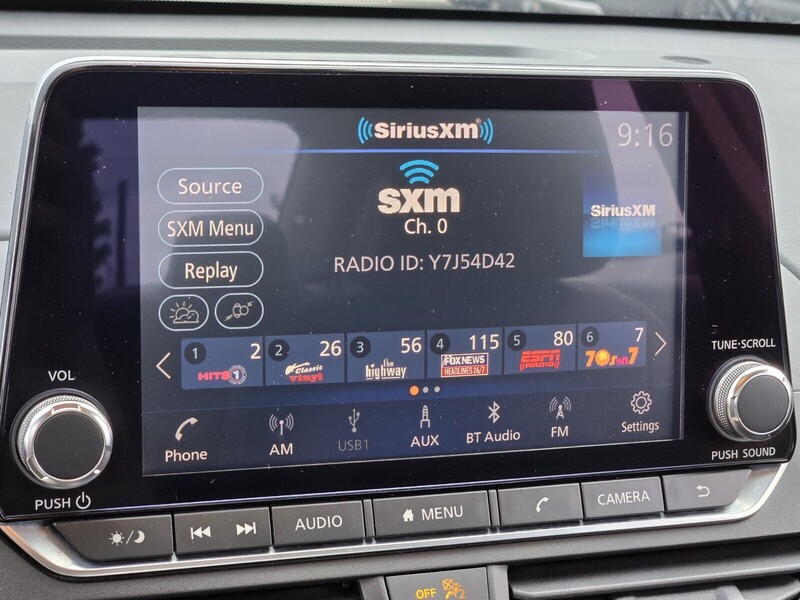 SiriusXM
9:16
sxm
Ch. 0
SiriusXM
RADIO ID: Y7J54D42
Source
SXM Menu
Replay
1 2 HITS 1
2 26 Classic vinyl
3 56 the highway
4 115 FOX NEWS HEADLINES 24/7
5 80 ESPN RADIO
6 7 70s on 7
Phone
AM
USB1
AUX
BT Audio
FM
Settings
VOL
PUSH
TUNE·SCROLL
PUSH SOUND
AUDIO
MENU
CAMERA
OFF 2